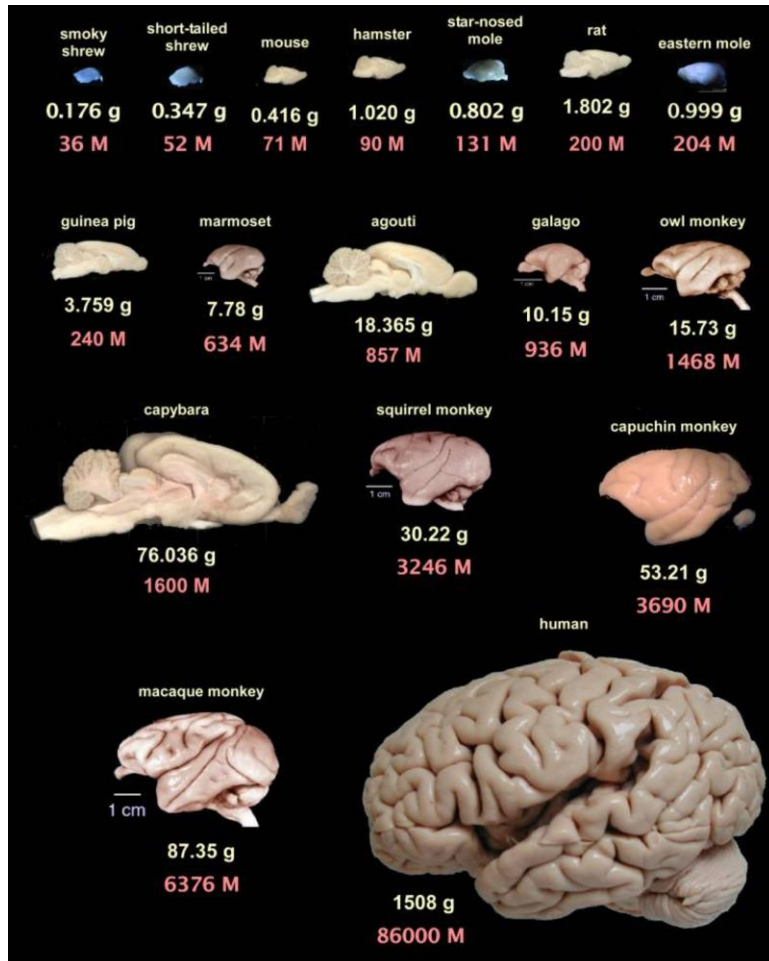 smoky
shrew
short-tailed
shrew
mouse
hamster
star-nosed
mole
rat
eastern mole
0.176 g
0.347 g
0.416 g
1.020 g
0.802 g
1.802 g
0.999 g
36 M
52 M
71 M
90 M
131 M
200 M
204 M
guinea pig
marmoset
agouti
galago
owl monkey
1 cm
1 cm
1 cm
3.759 g
7.78 g
18.365 g
10.15 g
15.73 g
240 M
634 M
857 M
936 M
1468 M
capybara
squirrel monkey
capuchin monkey
1 cm
76.036 g
30.22 g
53.21 g
1600 M
3246 M
3690 M
human
macaque monkey
1 cm
87.35 g
6376 M
1508 g
86000 M